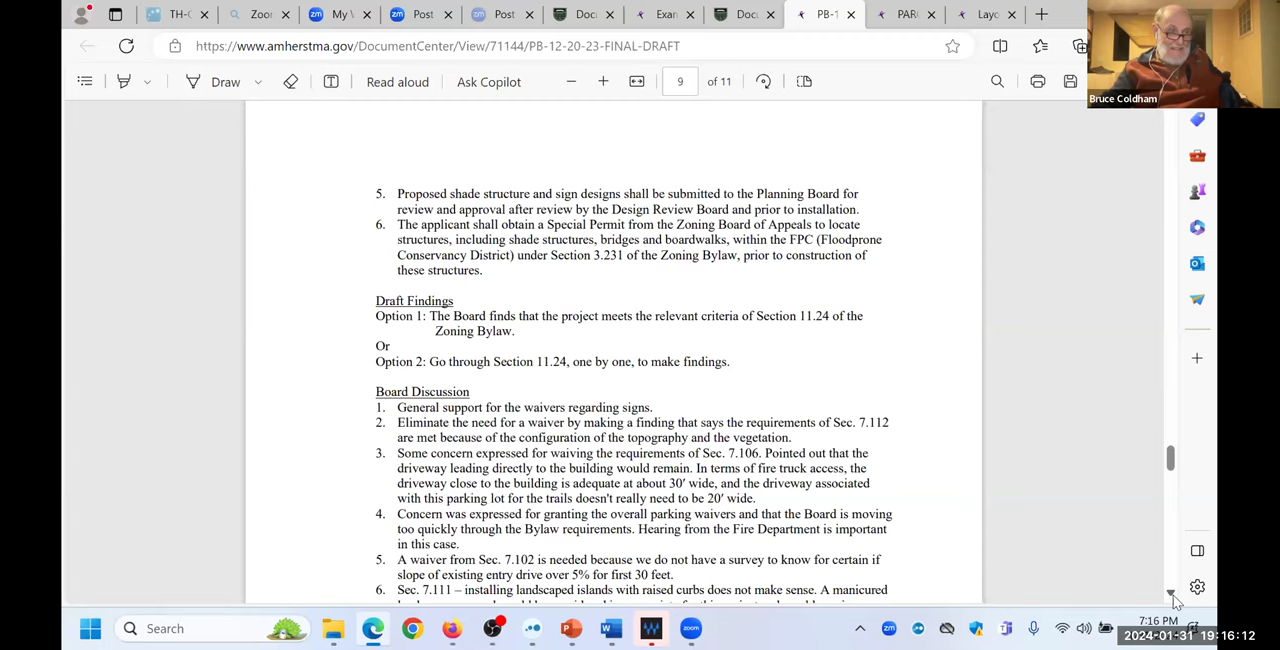 TH-(
Zoor
My \
Post
Post
Docu
Exan
Docu
PB-1
PAR(
Layo
https://www.amherstma.gov/DocumentCenter/View/71144/PB-12-20-23-FINAL-DRAFT
Draw
Read aloud
Ask Copilot
9
of 11
Bruce Coldham
5. Proposed shade structure and sign designs shall be submitted to the Planning Board for
review and approval after review by the Design Review Board and prior to installation.
6. The applicant shall obtain a Special Permit from the Zoning Board of Appeals to locate
structures, including shade structures, bridges and boardwalks, within the FPC (Floodprone
Conservancy District) under Section 3.231 of the Zoning Bylaw, prior to construction of
these structures.
Draft Findings
Option 1: The Board finds that the project meets the relevant criteria of Section 11.24 of the
Zoning Bylaw.
Or
Option 2: Go through Section 11.24, one by one, to make findings.
Board Discussion
1. General support for the waivers regarding signs.
2. Eliminate the need for a waiver by making a finding that says the requirements of Sec. 7.112
are met because of the configuration of the topography and the vegetation.
3. Some concern expressed for waiving the requirements of Sec. 7.106. Pointed out that the
driveway leading directly to the building would remain. In terms of fire truck access, the
driveway close to the building is adequate at about 30′ wide, and the driveway associated
with this parking lot for the trails doesn't really need to be 20′ wide.
4. Concern was expressed for granting the overall parking waivers and that the Board is moving
too quickly through the Bylaw requirements. Hearing from the Fire Department is important
in this case.
5. A waiver from Sec. 7.102 is needed because we do not have a survey to know for certain if
slope of existing entry drive over 5% for first 30 feet.
6. Sec. 7.111 – installing landscaped islands with raised curbs does not make sense. A manicured
Search
7:16 PM
2024-01-31 19:16:12